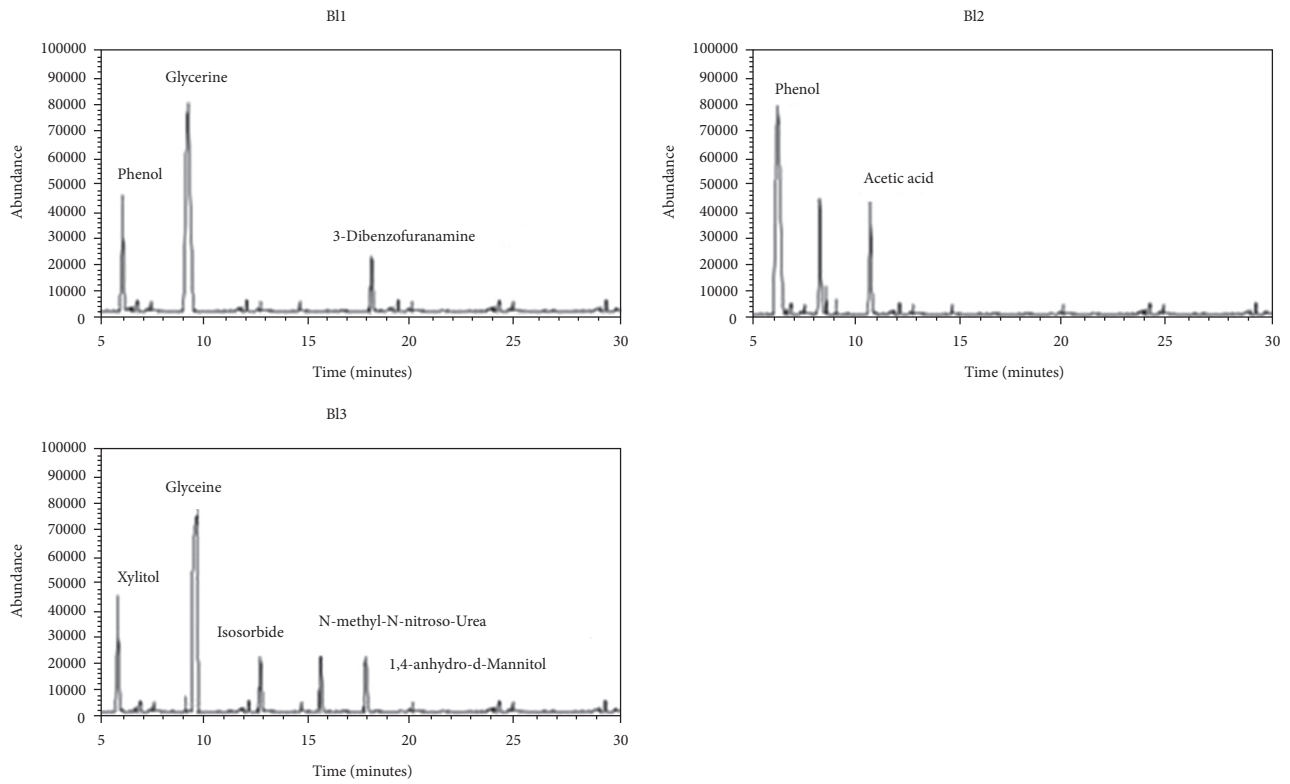 Bl1
100000
90000
80000
70000
60000
50000
40000
30000
20000
10000
0
Abundance
Glycerine
Phenol
3-Dibenzofuranamine
5 10 15 20 25 30
Time (minutes)
Bl2
100000
90000
80000
70000
60000
50000
40000
30000
20000
10000
0
Abundance
Phenol
Acetic acid
5 10 15 20 25 30
Time (minutes)
Bl3
100000
90000
80000
70000
60000
50000
40000
30000
20000
10000
0
Abundance
Glyceine
Xylitol
Isosorbide
N-methyl-N-nitroso-Urea
1,4-anhydro-d-Mannitol
5 10 15 20 25 30
Time (minutes)